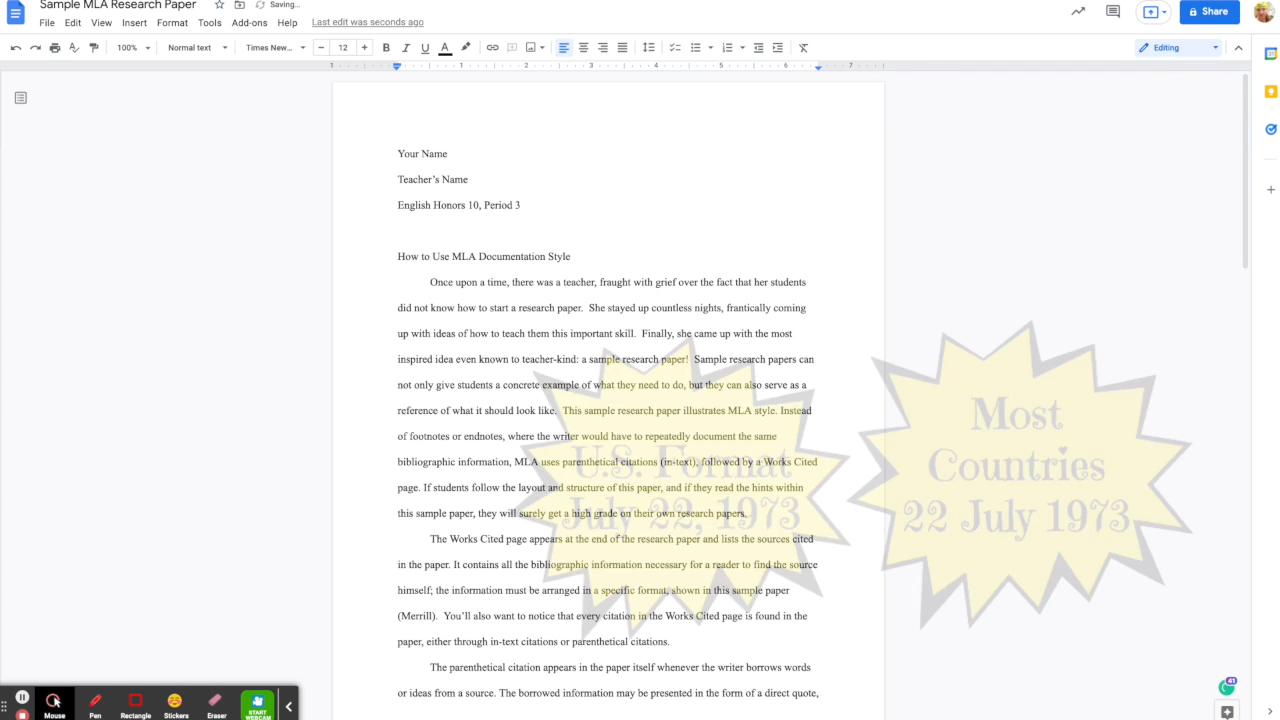 Sample MLA Research Paper
Saving...
File Edit View Insert Format Tools Add-ons Help Last edit was seconds ago
Share
100% Normal text Times New... 12
Editing
1 1 2 3 4 5 6 7
Your Name
Teacher’s Name
English Honors 10, Period 3
How to Use MLA Documentation Style
Once upon a time, there was a teacher, fraught with grief over the fact that her students
did not know how to start a research paper. She stayed up countless nights, frantically coming
up with ideas of how to teach them this important skill. Finally, she came up with the most
inspired idea even known to teacher-kind: a sample research paper! Sample research papers can
not only give students a concrete example of what they need to do, but they can also serve as a
reference of what it should look like. This sample research paper illustrates MLA style. Instead
of footnotes or endnotes, where the writer would have to repeatedly document the same
bibliographic information, MLA uses parenthetical citations (in-text), followed by a Works Cited
page. If students follow the layout and structure of this paper, and if they read the hints within
this sample paper, they will surely get a high grade on their own research papers.
The Works Cited page appears at the end of the research paper and lists the sources cited
in the paper. It contains all the bibliographic information necessary for a reader to find the source
himself; the information must be arranged in a specific format, shown in this sample paper
(Merrill). You’ll also want to notice that every citation in the Works Cited page is found in the
paper, either through in-text citations or parenthetical citations.
The parenthetical citation appears in the paper itself whenever the writer borrows words
or ideas from a source. The borrowed information may be presented in the form of a direct quote,
U.S. Format
July 22, 1973
Most
Countries
22 July 1973
41
Mouse Pen Rectangle Stickers Eraser START
WEBCAM